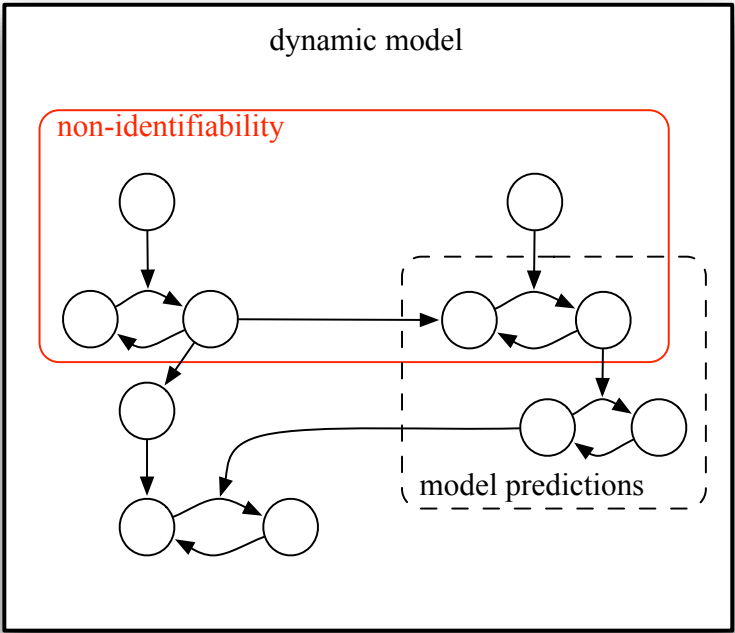 dynamic model
non-identifiability
model predictions